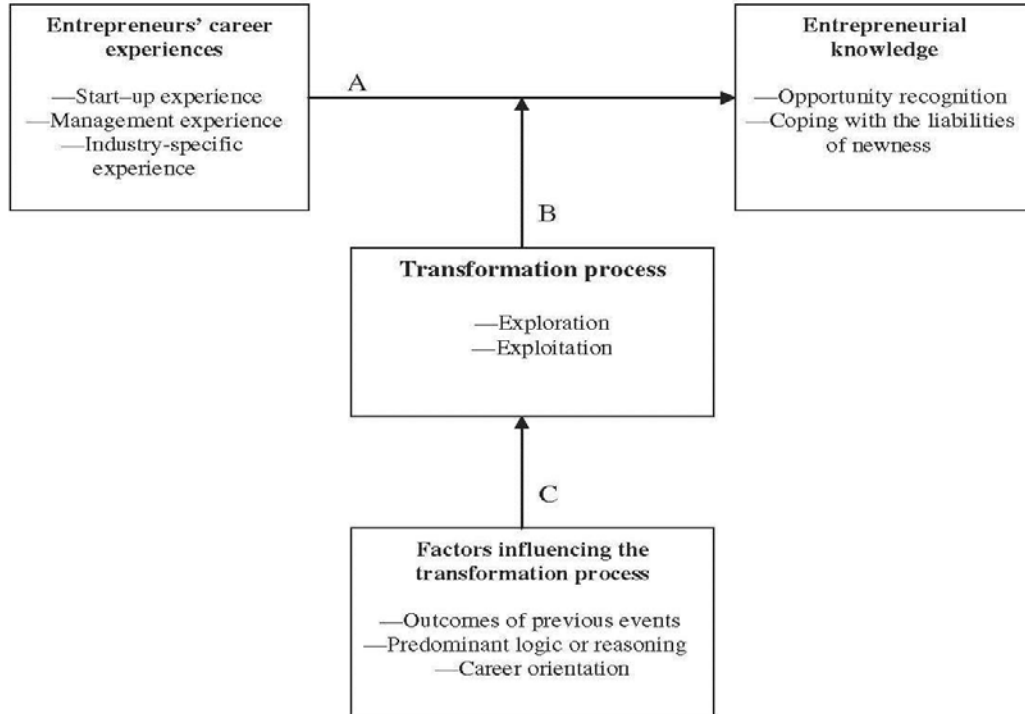 Entrepreneurs' career
experiences
—Start–up experience
—Management experience
—Industry-specific
experience
A
Entrepreneurial
knowledge
—Opportunity recognition
—Coping with the liabilities
of newness
B
Transformation process
—Exploration
—Exploitation
C
Factors influencing the
transformation process
—Outcomes of previous events
—Predominant logic or reasoning
—Career orientation